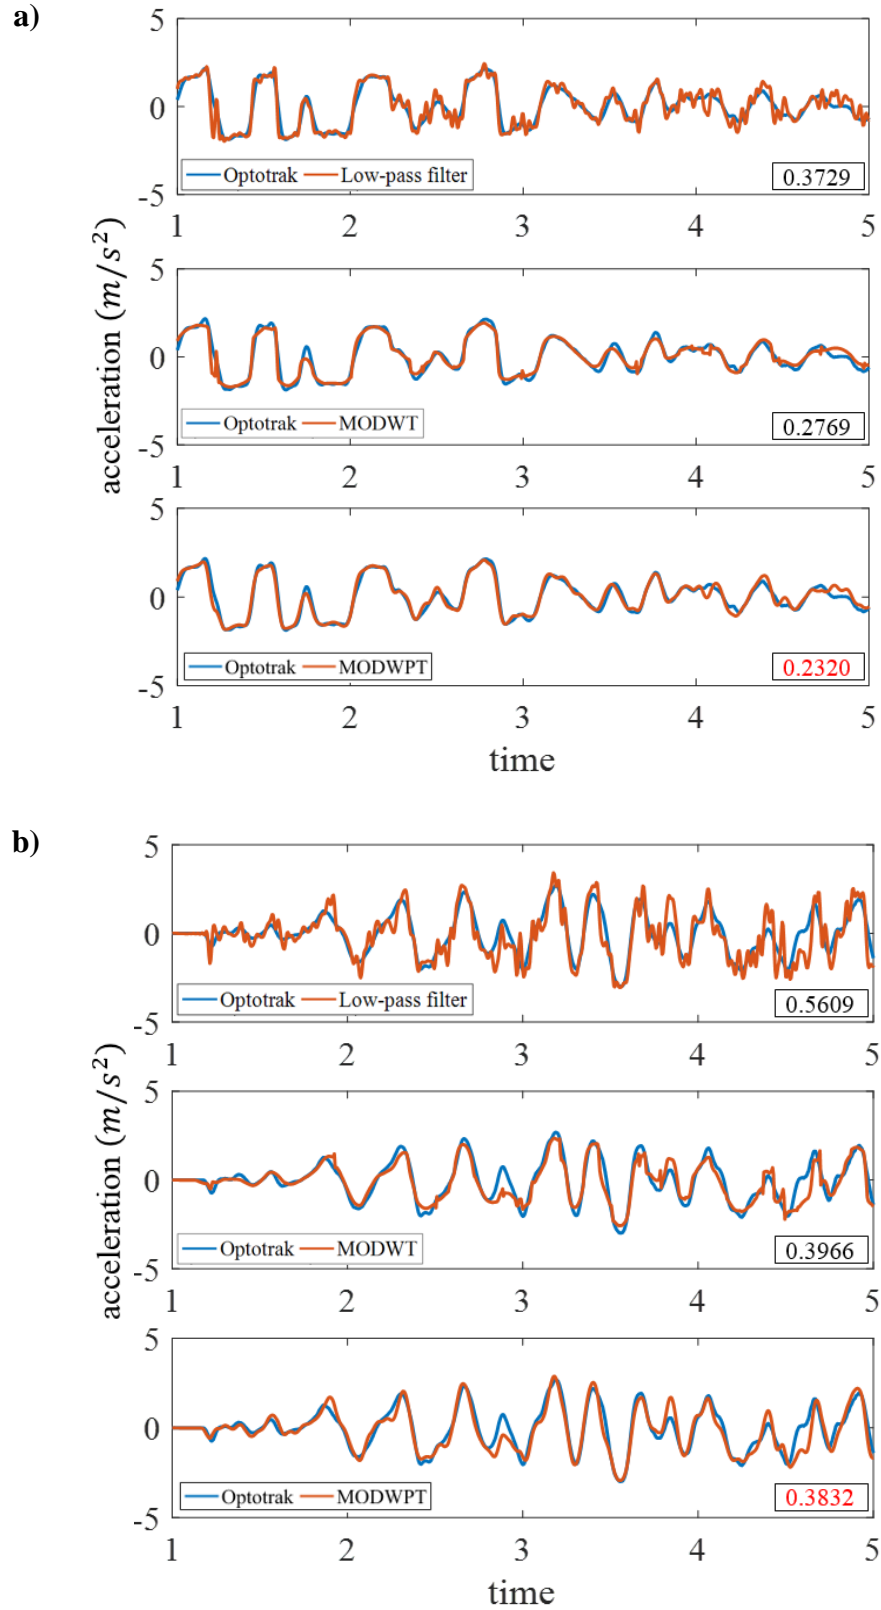 a)
5
0
-5
Optotrak Low-pass filter
0.3729
1 2 3 4 5
acceleration (m/s²)
5
0
-5
Optotrak MODWT
0.2769
1 2 3 4 5
5
0
-5
Optotrak MODWPT
0.2320
1 2 3 4 5
time
b)
5
0
-5
Optotrak Low-pass filter
0.5609
1 2 3 4 5
acceleration (m/s²)
5
0
-5
Optotrak MODWT
0.3966
1 2 3 4 5
5
0
-5
Optotrak MODWPT
0.3832
1 2 3 4 5
time